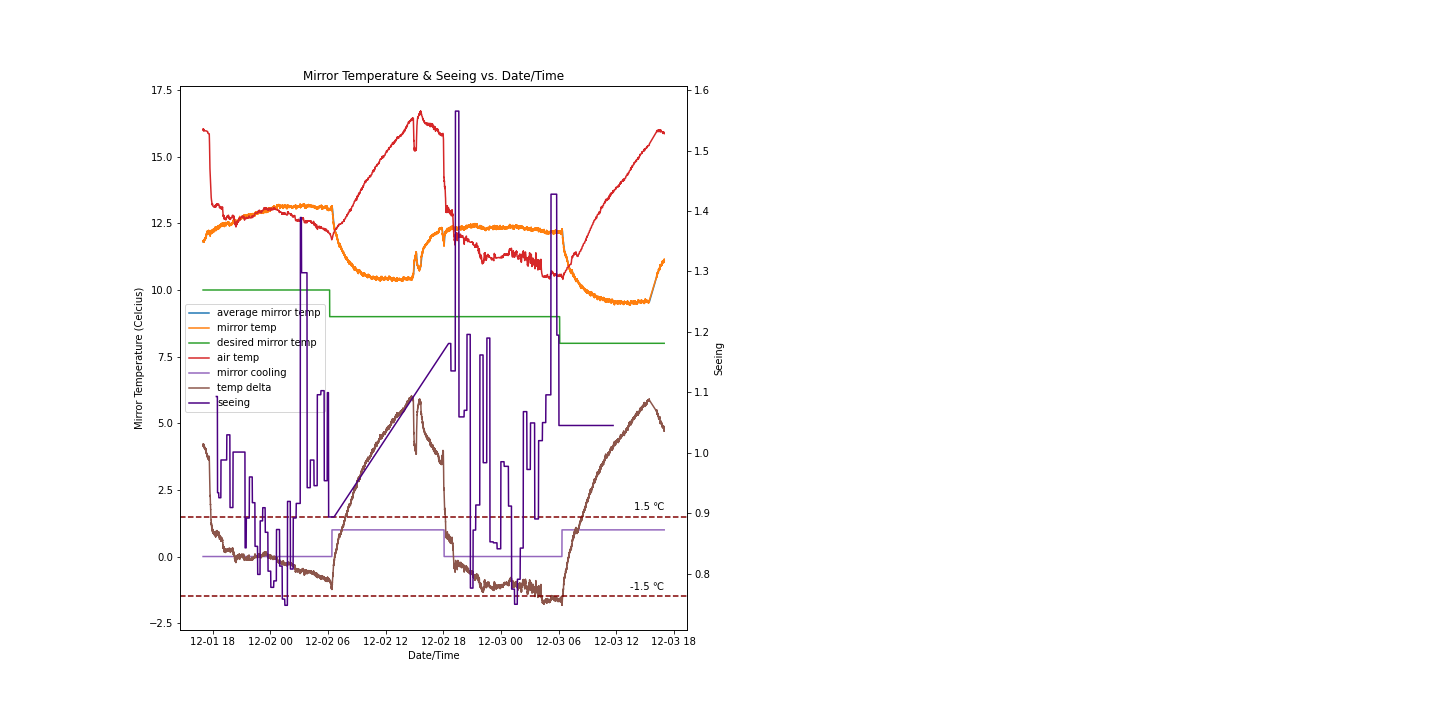 Mirror Temperature & Seeing vs. Date/Time
17.5
15.0
12.5
10.0
7.5
5.0
2.5
0.0
−2.5
Mirror Temperature (Celcius)
average mirror temp
mirror temp
desired mirror temp
air temp
mirror cooling
temp delta
seeing
1.5 ℃
-1.5 ℃
1.6
1.5
1.4
1.3
1.2
1.1
1.0
0.9
0.8
Seeing
12-01 18 12-02 00 12-02 06 12-02 12 12-02 18 12-03 00 12-03 06 12-03 12 12-03 18
Date/Time